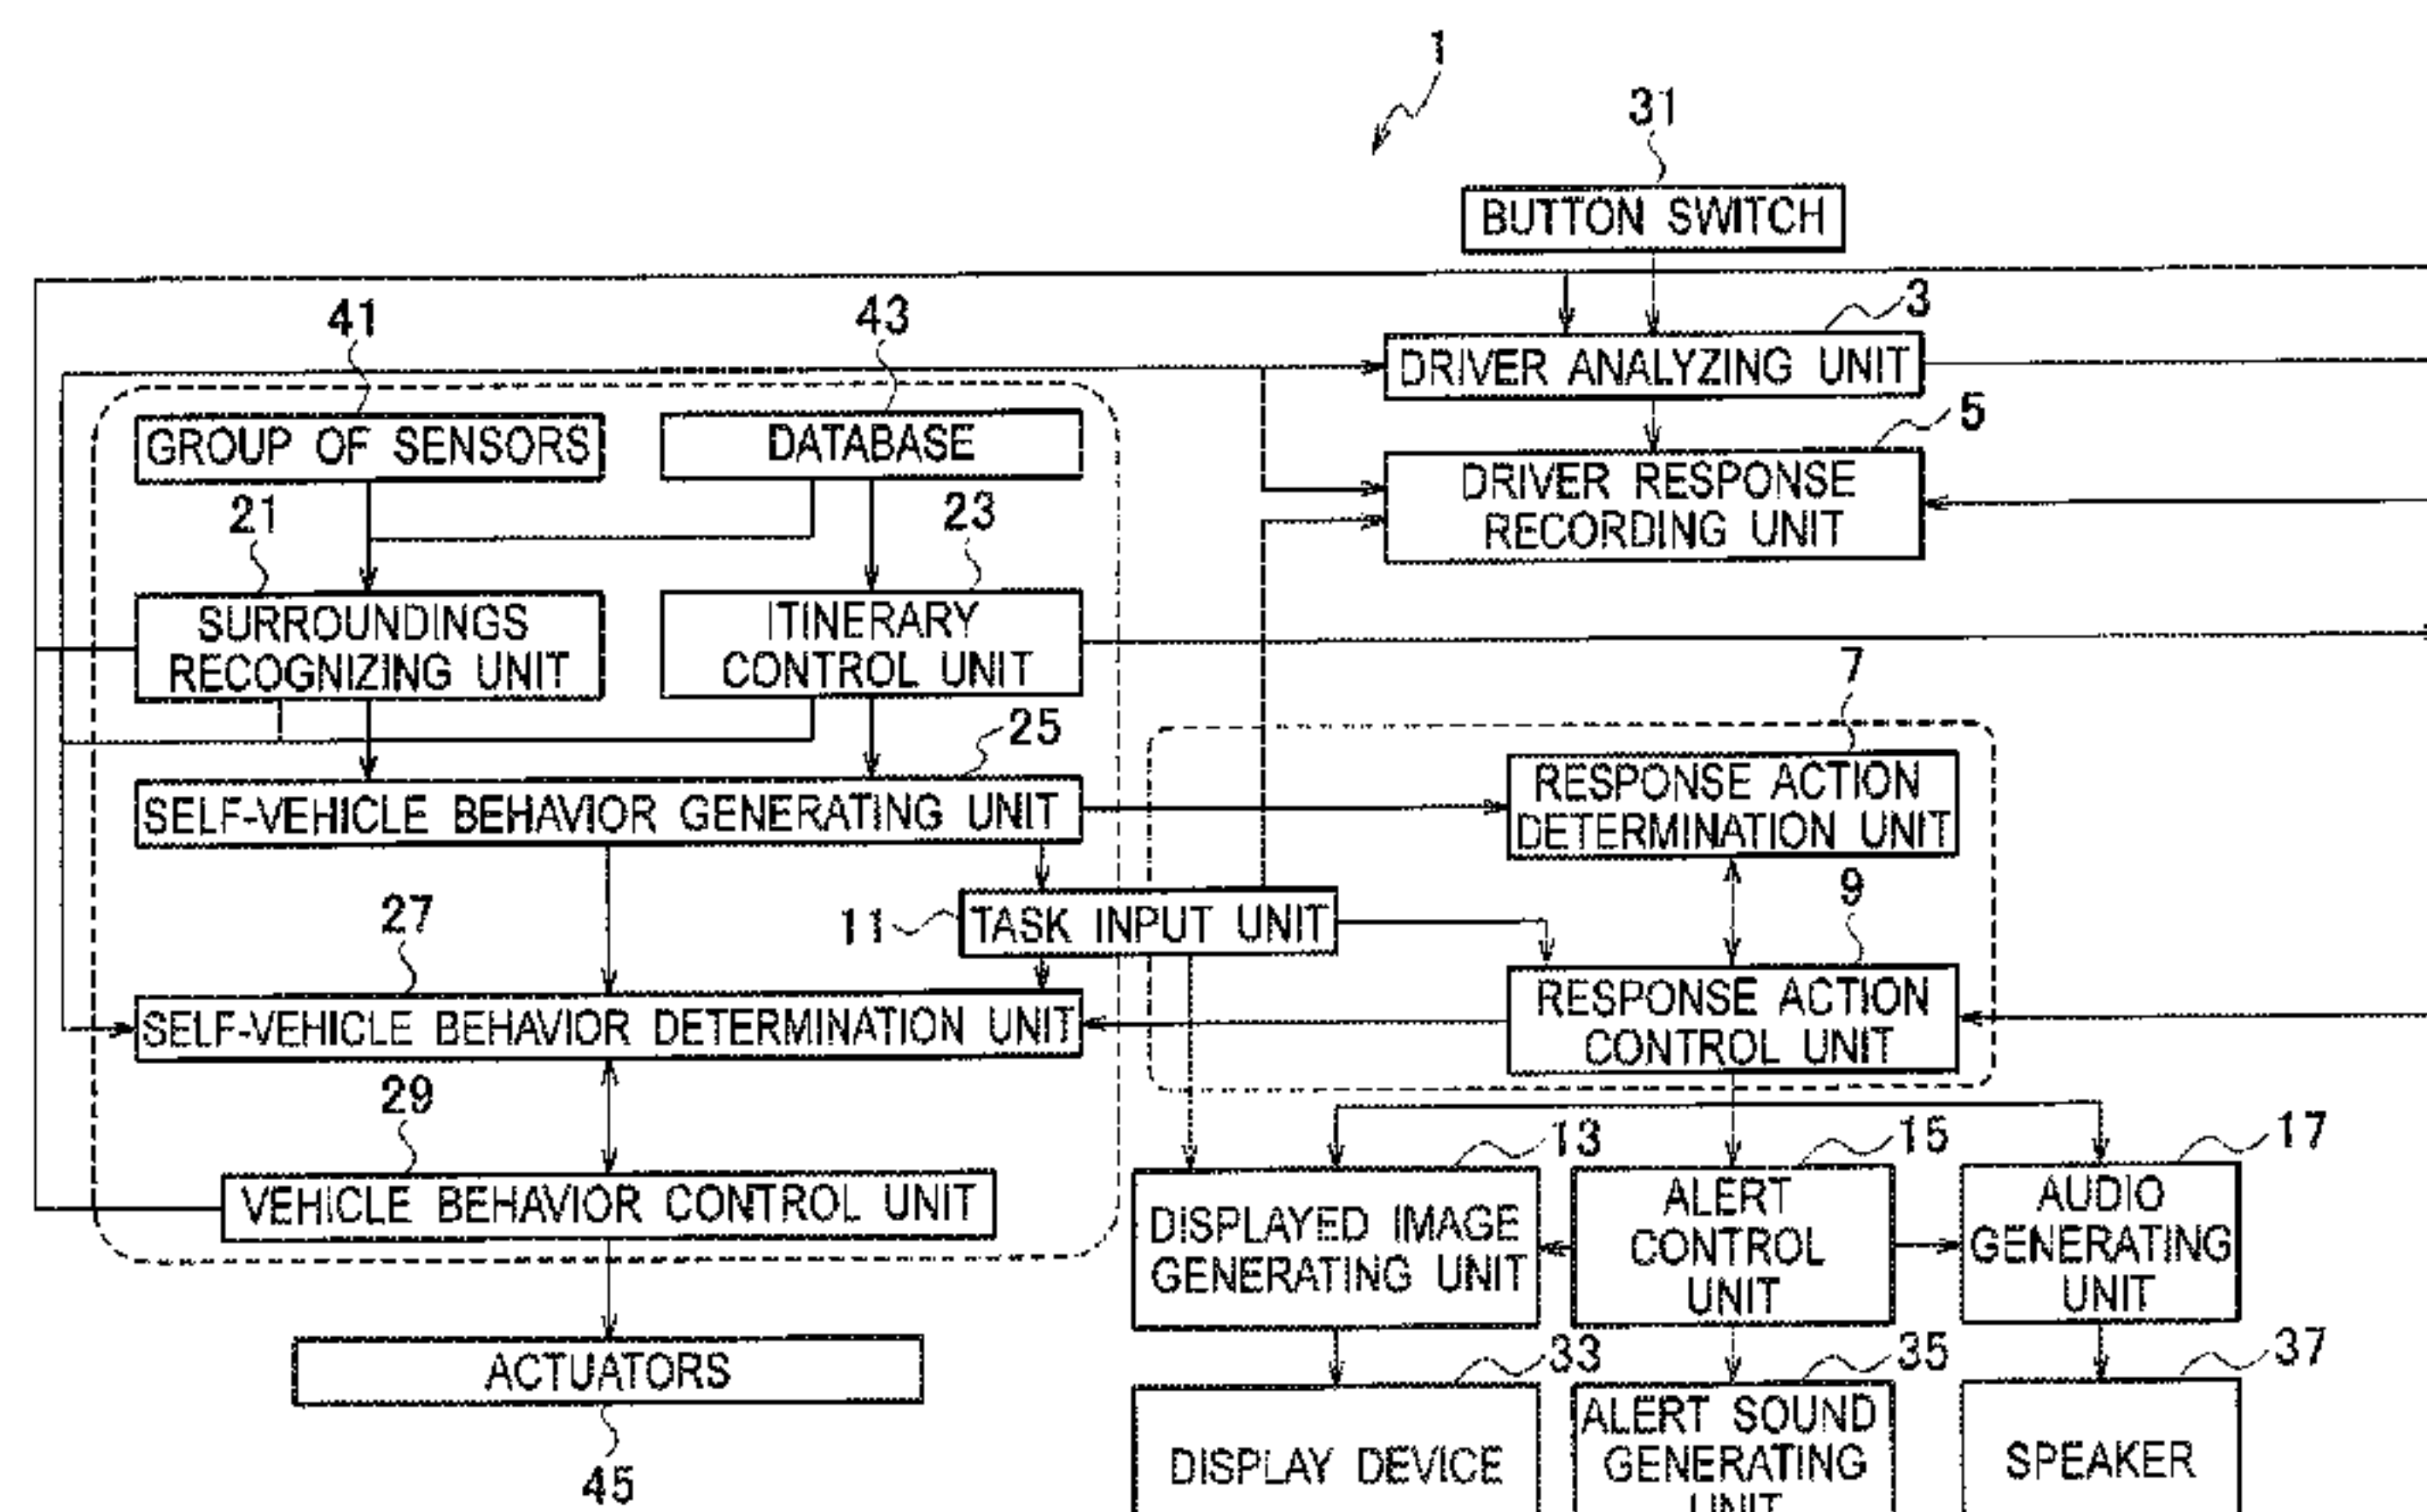 1
31
BUTTON SWITCH
3
DRIVER ANALYZING UNIT
5
DRIVER RESPONSE
RECORDING UNIT
41
GROUP OF SENSORS
43
DATABASE
21
SURROUNDINGS
RECOGNIZING UNIT
23
ITINERARY
CONTROL UNIT
25
SELF-VEHICLE BEHAVIOR GENERATING UNIT
7
RESPONSE ACTION
DETERMINATION UNIT
11
TASK INPUT UNIT
9
RESPONSE ACTION
CONTROL UNIT
27
SELF-VEHICLE BEHAVIOR DETERMINATION UNIT
29
VEHICLE BEHAVIOR CONTROL UNIT
13
DISPLAYED IMAGE
GENERATING UNIT
15
ALERT
CONTROL
UNIT
17
AUDIO
GENERATING
UNIT
ACTUATORS
45
33
DISPLAY DEVICE
35
ALERT SOUND
GENERATING
UNIT
37
SPEAKER